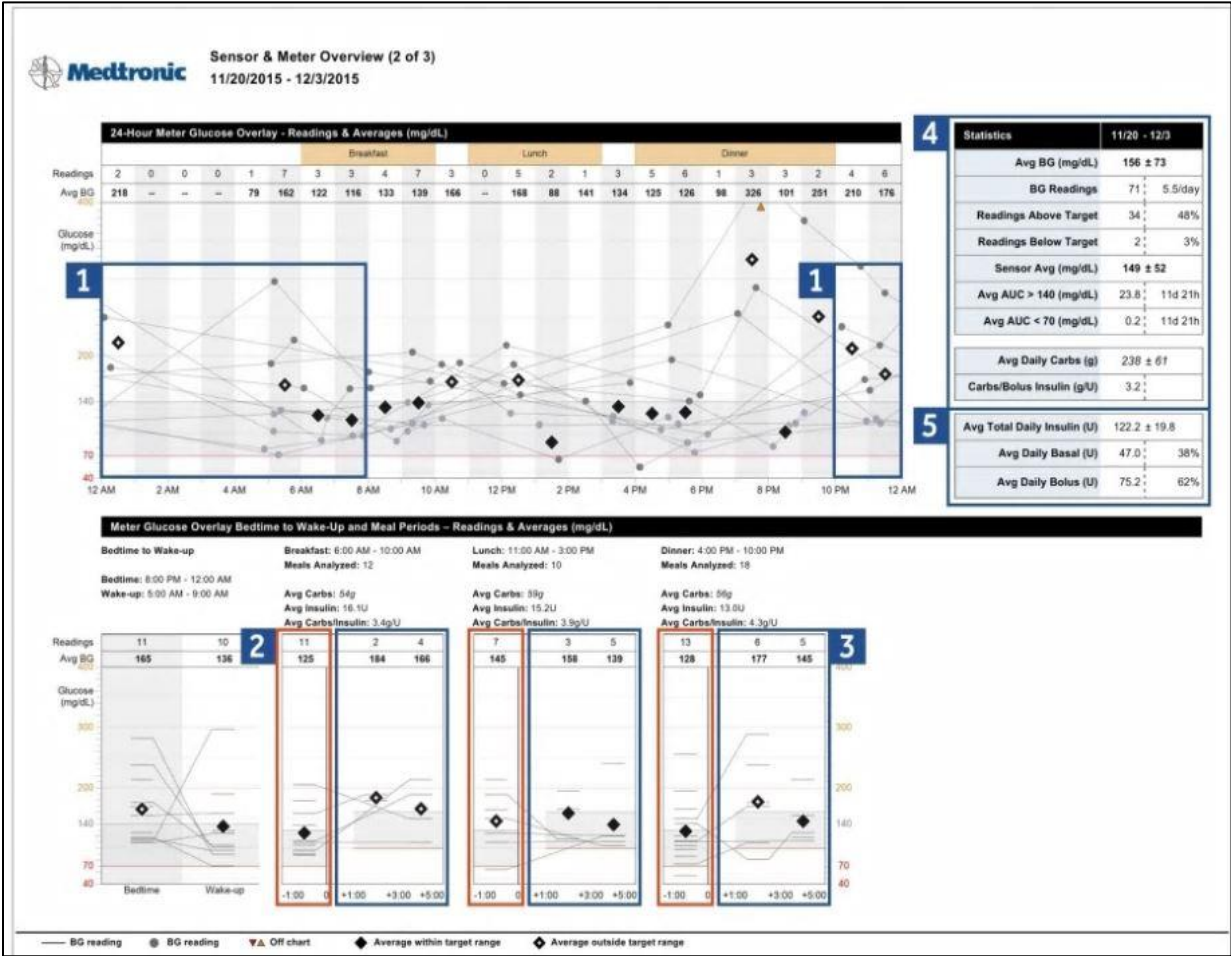 Medtronic
Sensor & Meter Overview (2 of 3)
11/20/2015 - 12/3/2015
24-Hour Meter Glucose Overlay - Readings & Averages (mg/dL)
Breakfast Lunch Dinner
Readings 2 0 0 0 1 7 3 3 4 7 3 0 5 2 1 3 5 6 1 3 3 2 4 6
Avg BG 218 -- -- -- 79 162 122 116 133 139 166 -- 168 88 141 134 125 126 98 326 101 251 210 176
400
Glucose
(mg/dL)
1 1
200
140
70
40
12 AM 2 AM 4 AM 6 AM 8 AM 10 AM 12 PM 2 PM 4 PM 6 PM 8 PM 10 PM 12 AM
4
Statistics 11/20 - 12/3
Avg BG (mg/dL) 156 ± 73
BG Readings 71 5.5/day
Readings Above Target 34 48%
Readings Below Target 2 3%
Sensor Avg (mg/dL) 149 ± 52
Avg AUC > 140 (mg/dL) 23.8 11d 21h
Avg AUC < 70 (mg/dL) 0.2 11d 21h
Avg Daily Carbs (g) 238 ± 61
Carbs/Bolus Insulin (g/U) 3.2
5
Avg Total Daily Insulin (U) 122.2 ± 19.8
Avg Daily Basal (U) 47.0 38%
Avg Daily Bolus (U) 75.2 62%
Meter Glucose Overlay Bedtime to Wake-Up and Meal Periods – Readings & Averages (mg/dL)
Bedtime to Wake-up
Bedtime: 8:00 PM - 12:00 AM
Wake-up: 5:00 AM - 9:00 AM
Breakfast: 6:00 AM - 10:00 AM
Meals Analyzed: 12
Avg Carbs: 54g
Avg Insulin: 16.1U
Avg Carbs/Insulin: 3.4g/U
Lunch: 11:00 AM - 3:00 PM
Meals Analyzed: 10
Avg Carbs: 59g
Avg Insulin: 15.2U
Avg Carbs/Insulin: 3.9g/U
Dinner: 4:00 PM - 10:00 PM
Meals Analyzed: 18
Avg Carbs: 56g
Avg Insulin: 13.0U
Avg Carbs/Insulin: 4.3g/U
2 3
Readings 11 10 11 2 4 7 3 5 13 6 5
Avg BG 165 136 125 184 166 145 158 139 128 177 145
400 400
Glucose
(mg/dL)
300 300
200 200
140 140
70 70
40 40
Bedtime Wake-up -1:00 0 +1:00 +3:00 +5:00 -1:00 0 +1:00 +3:00 +5:00 -1:00 0 +1:00 +3:00 +5:00
BG reading BG reading Off chart Average within target range Average outside target range